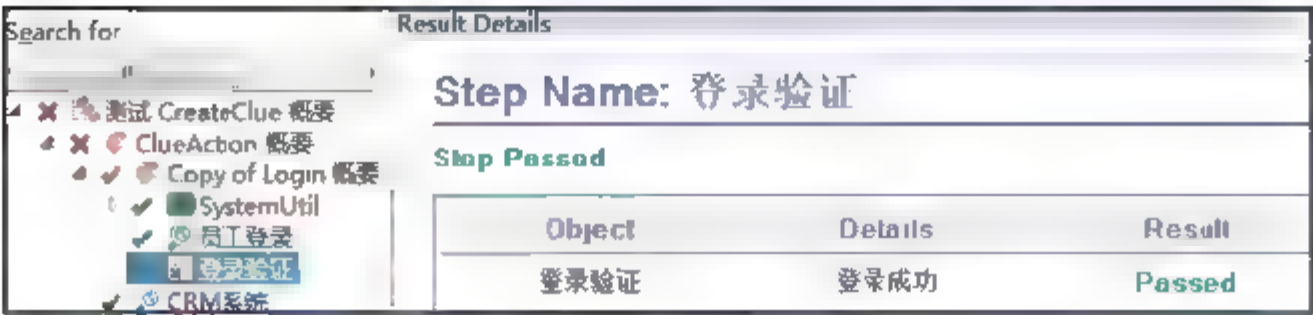 Search for
测试 CreateClue 概要
ClueAction 概要
Copy of Login 概要
SystemUtil
员工登录
登录验证
CRM系统
Result Details
Step Name: 登录验证
Step Passed
Object Details Result
登录验证 登录成功 Passed